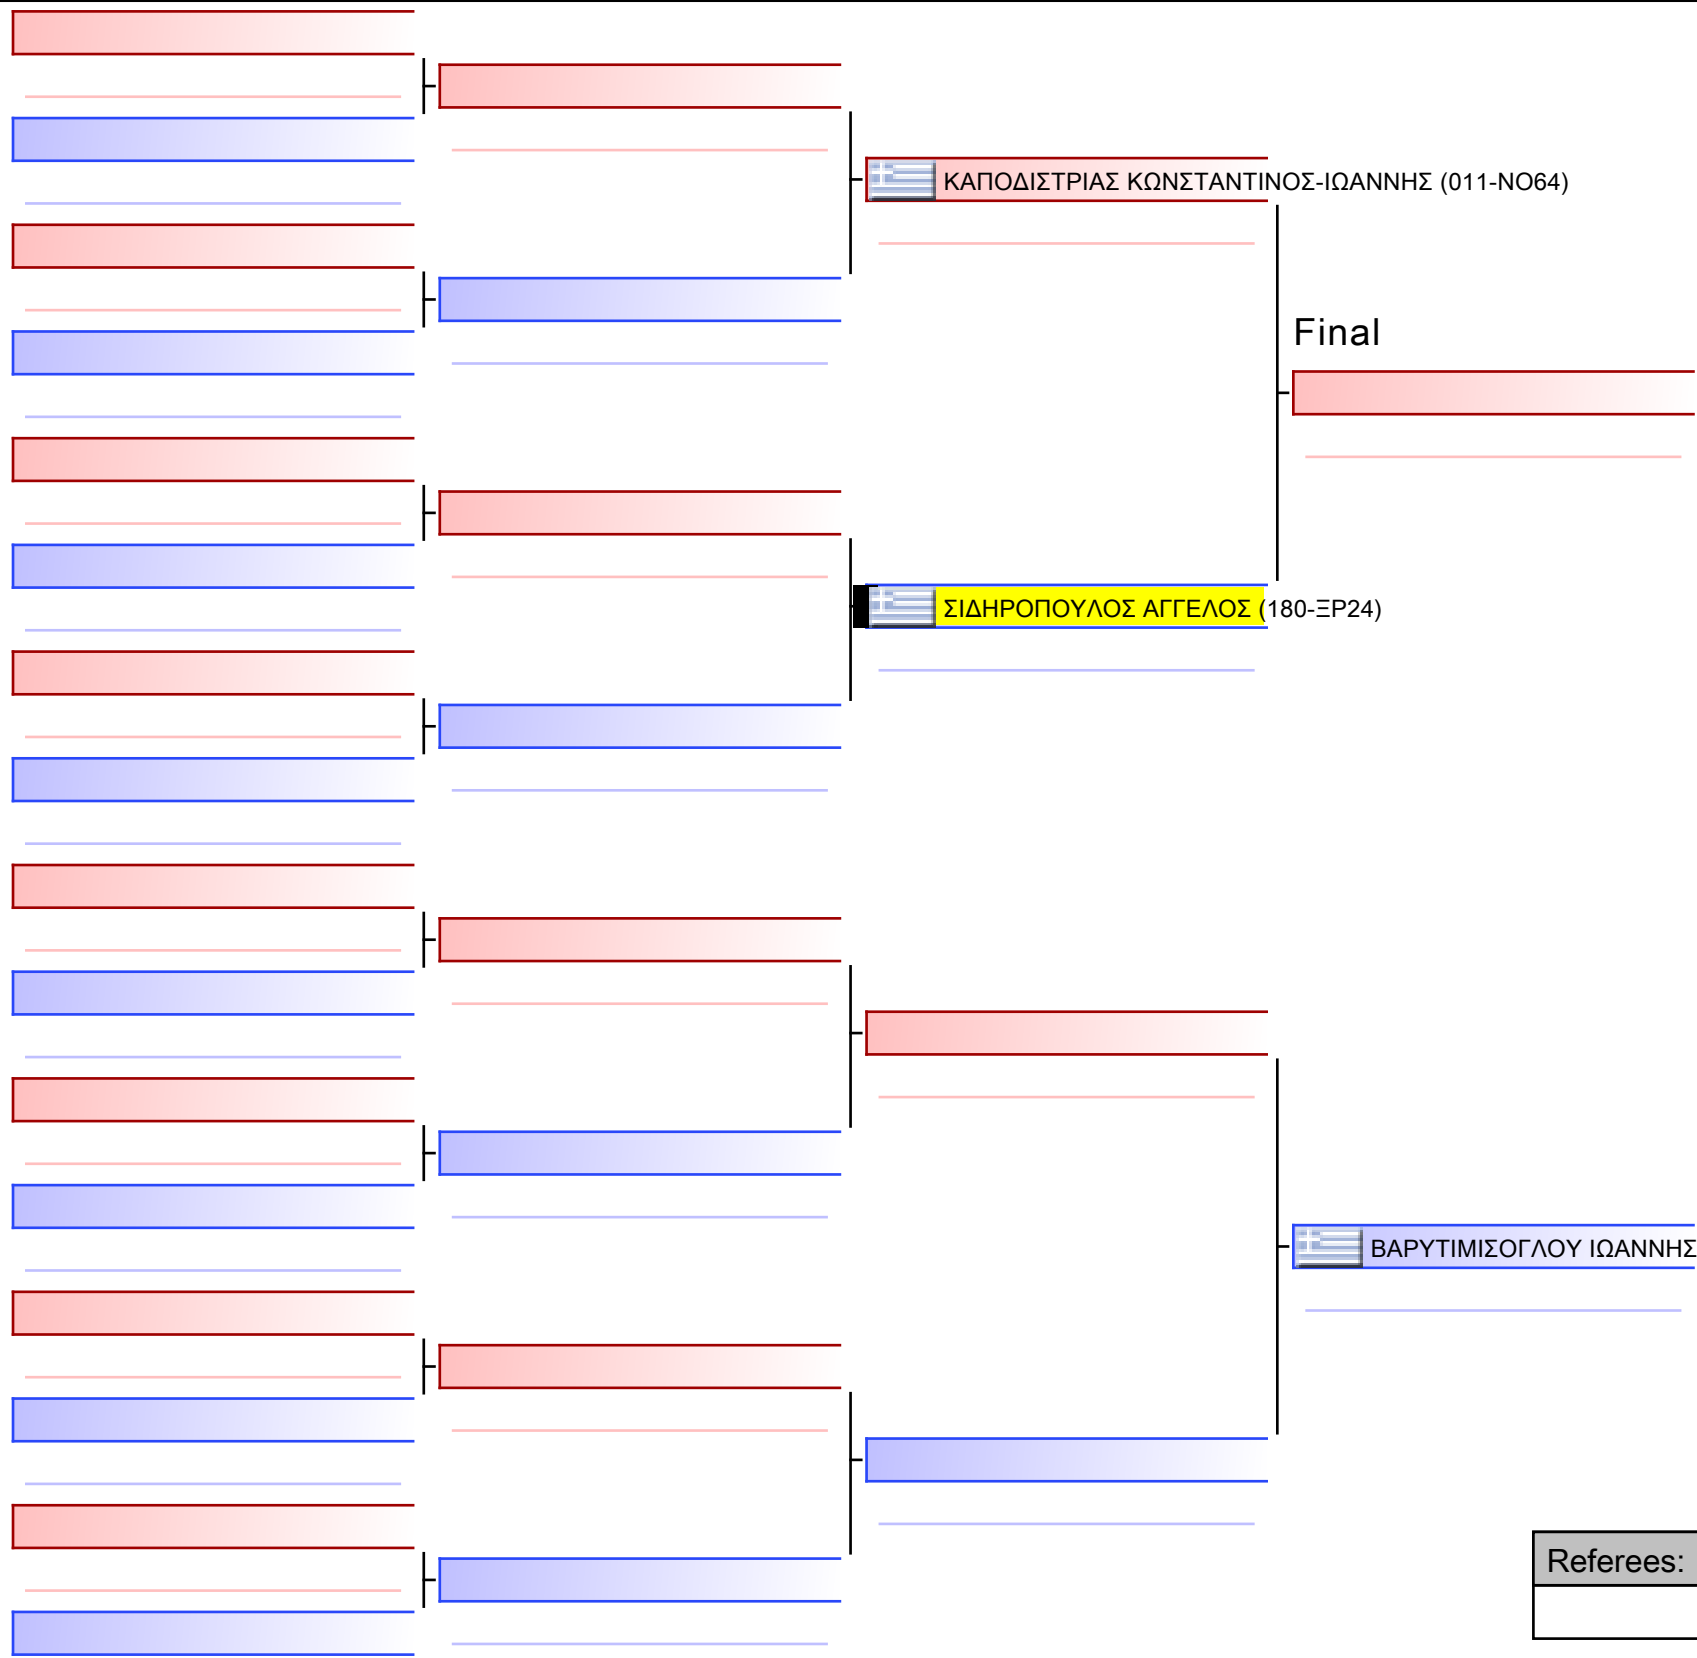 ΚΑΠΟΔΙΣΤΡΙΑΣ ΚΩΝΣΤΑΝΤΙΝΟΣ-ΙΩΑΝΝΗΣ (011-ΝΟ64)
Final
ΣΙΔΗΡΟΠΟΥΛΟΣ ΑΓΓΕΛΟΣ (180-ΞΡ24)
ΒΑΡΥΤΙΜΙΣΟΓΛΟΥ ΙΩΑΝΝΗΣ
Referees: